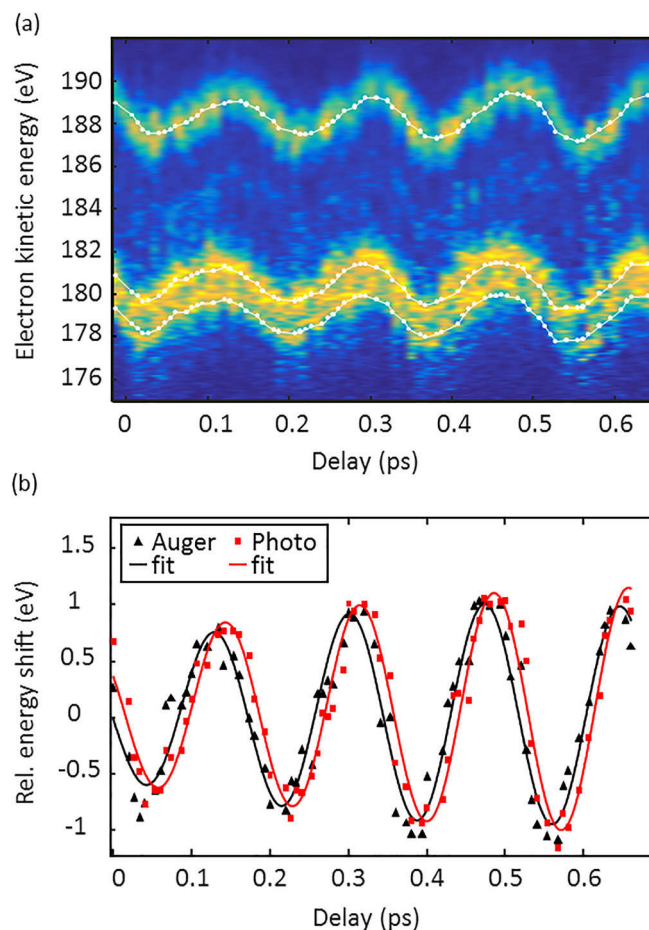 (a)
Electron kinetic energy (eV)
190
188
186
182
180
178
176
0 0.1 0.2 0.3 0.4 0.5 0.6
Delay (ps)
(b)
Rel. energy shift (eV)
1.5
1
0.5
0
-0.5
-1
Auger Photo
fit fit
0 0.1 0.2 0.3 0.4 0.5 0.6
Delay (ps)